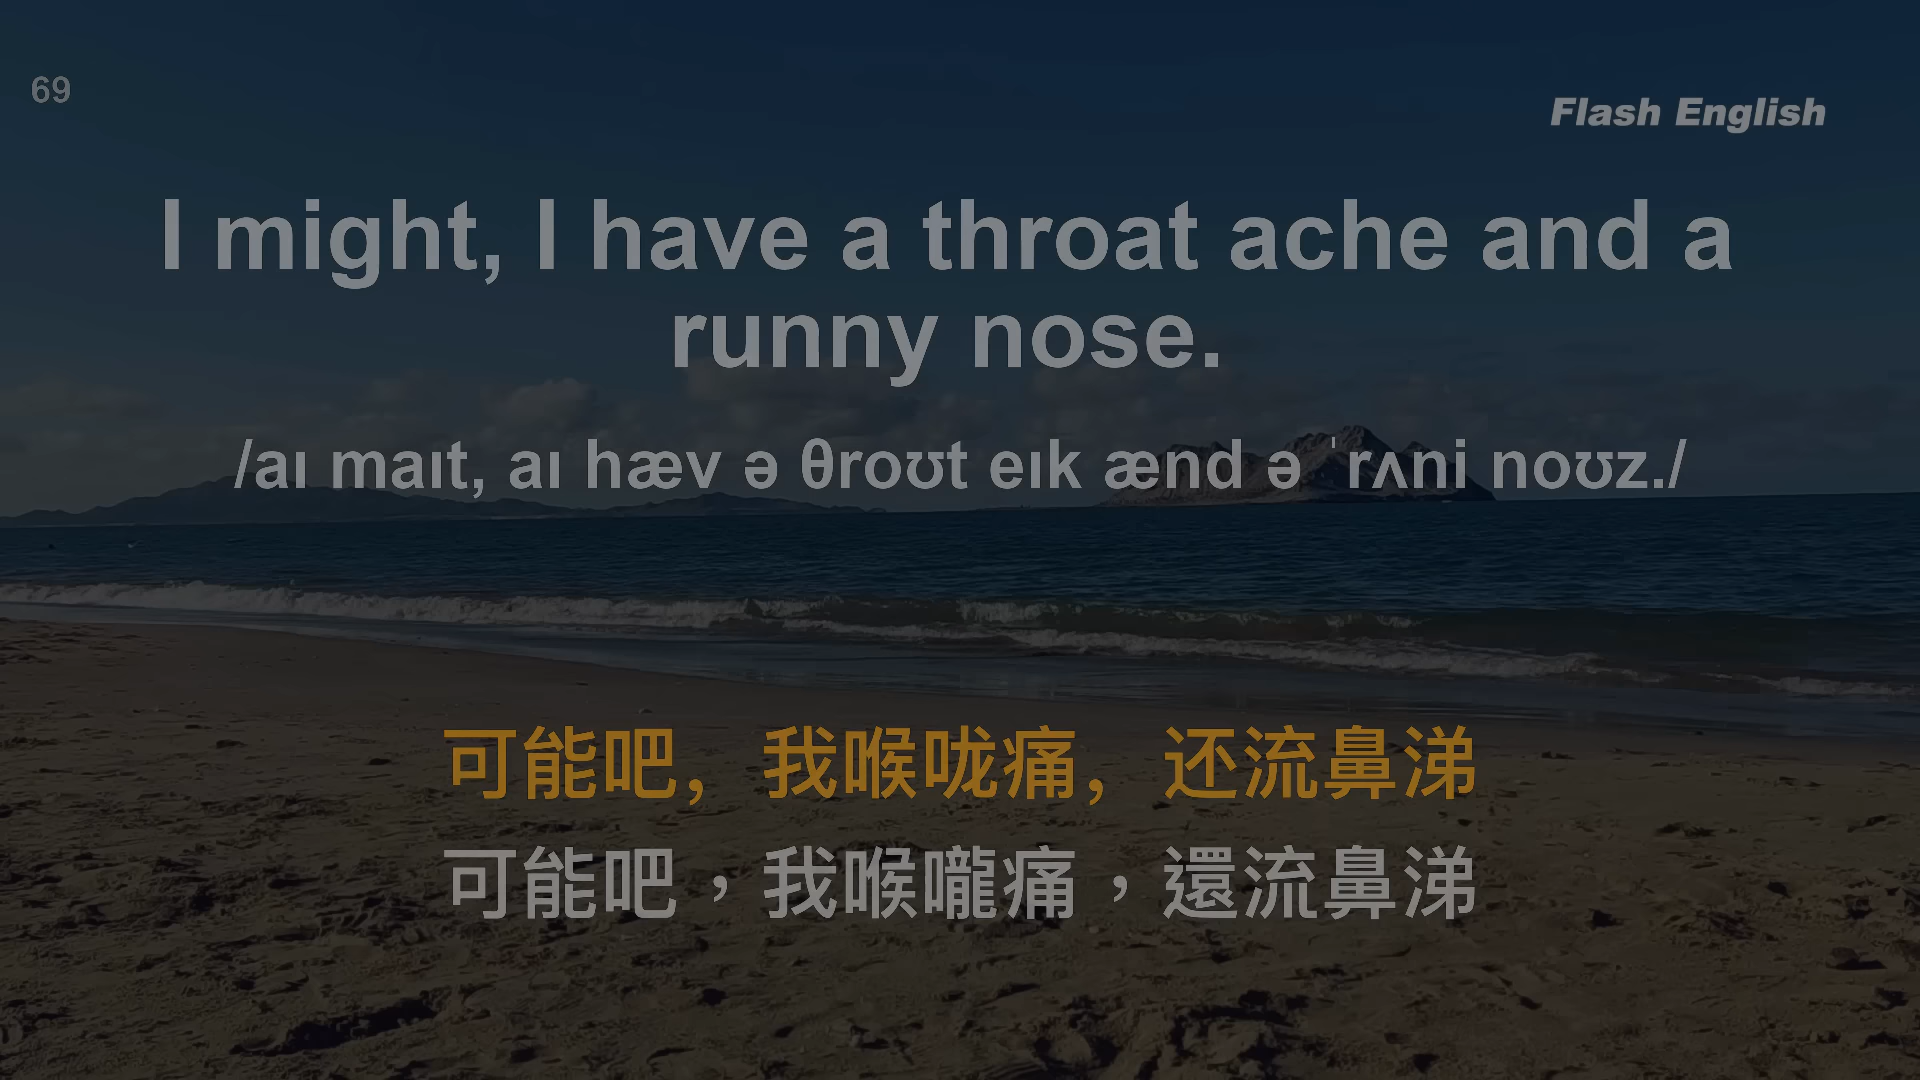 69
Flash English
I might, I have a throat ache and a
runny nose.
/aɪ maɪt, aɪ hæv ə θroʊt eɪk ænd ə ˈrʌni noʊz./
可能吧，我喉咙痛，还流鼻涕
可能吧，我喉嚨痛，還流鼻涕